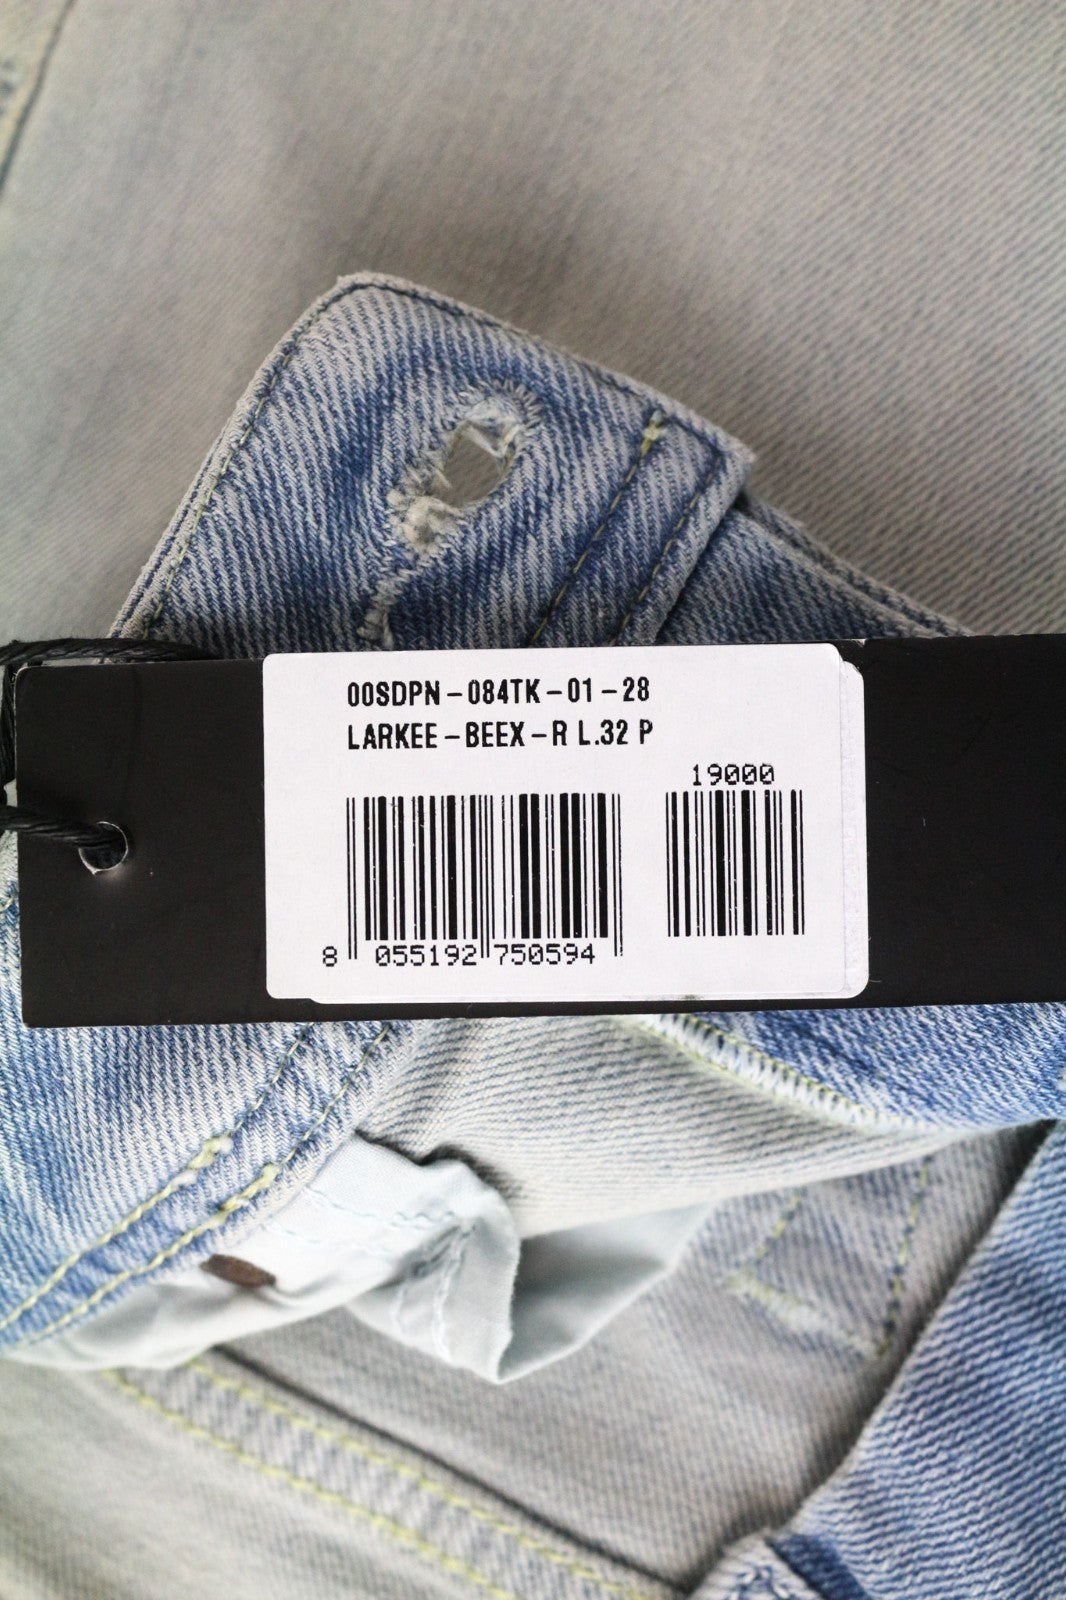 00SDPN-084TK-01-28
LARKEE-BEEX-R L.32 P
19000
8 055192 750594